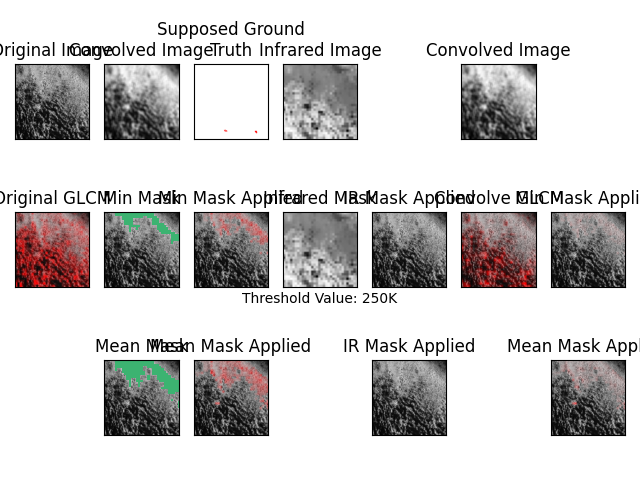 Original Image Convolved Image Supposed Ground
Truth Infrared Image Convolved Image
Original GLCM Min Mask Min Mask Applied Infrared Mask IR Mask Applied Convolve GLCM Min Mask Appli
Threshold Value: 250K
Mean Mask Mean Mask Applied IR Mask Applied Mean Mask Appl